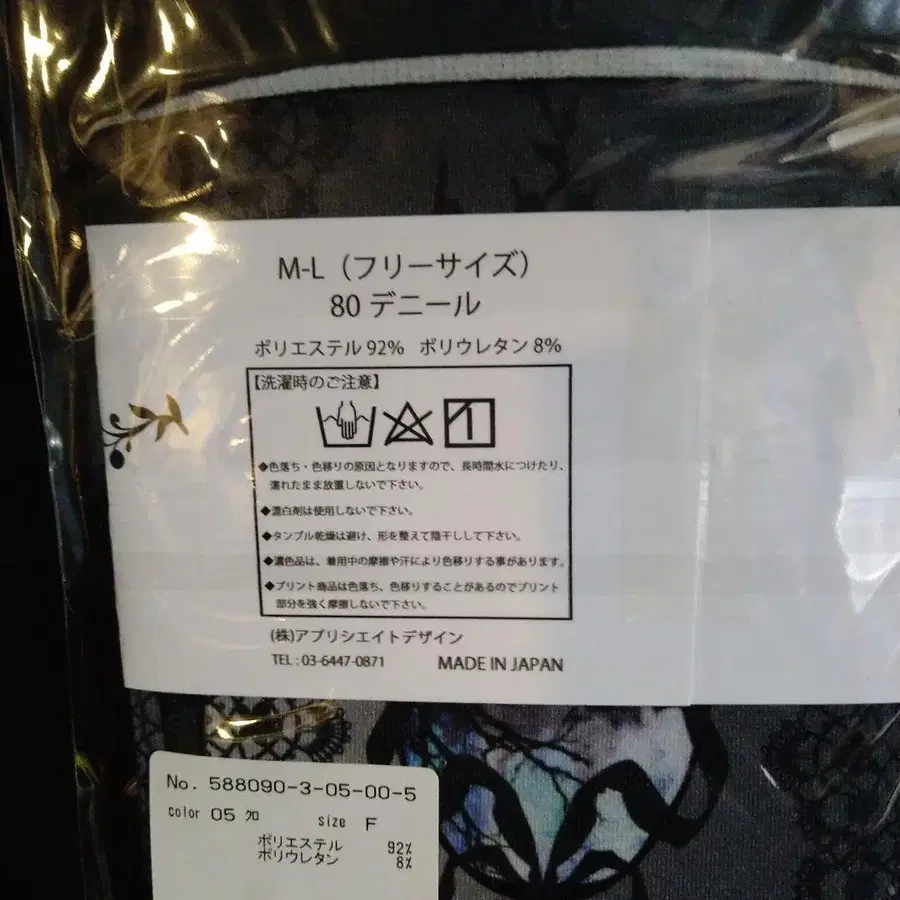 M-L（フリーサイズ）
80 デニール
ポリエステル 92% ポリウレタン 8%
【洗濯時のご注意】
1
◆色落ち・色移りの原因となりますので、長時間水につけたり、
濡れたまま放置しないで下さい。
◆漂白剤は使用しないで下さい。
◆タンブル乾燥は避け、形を整えて陰干しして下さい。
◆濃色品は、着用中の摩擦や汗により色移りする事があります。
◆プリント商品は色落ち、色移りすることがあるのでプリント
部分を強く摩擦しないで下さい。
(株)アプリシエイトデザイン
TEL : 03-6447-0871 MADE IN JAPAN
No. 588090-3-05-00-5
color 05 クロ size F
ポリエステル 92%
ポリウレタン 8%